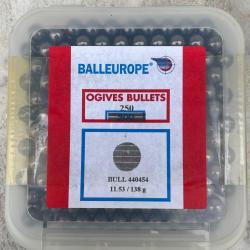 BALLEUROPE®
OGIVES BULLETS
250
BULL 440454
11.53 / 138 g